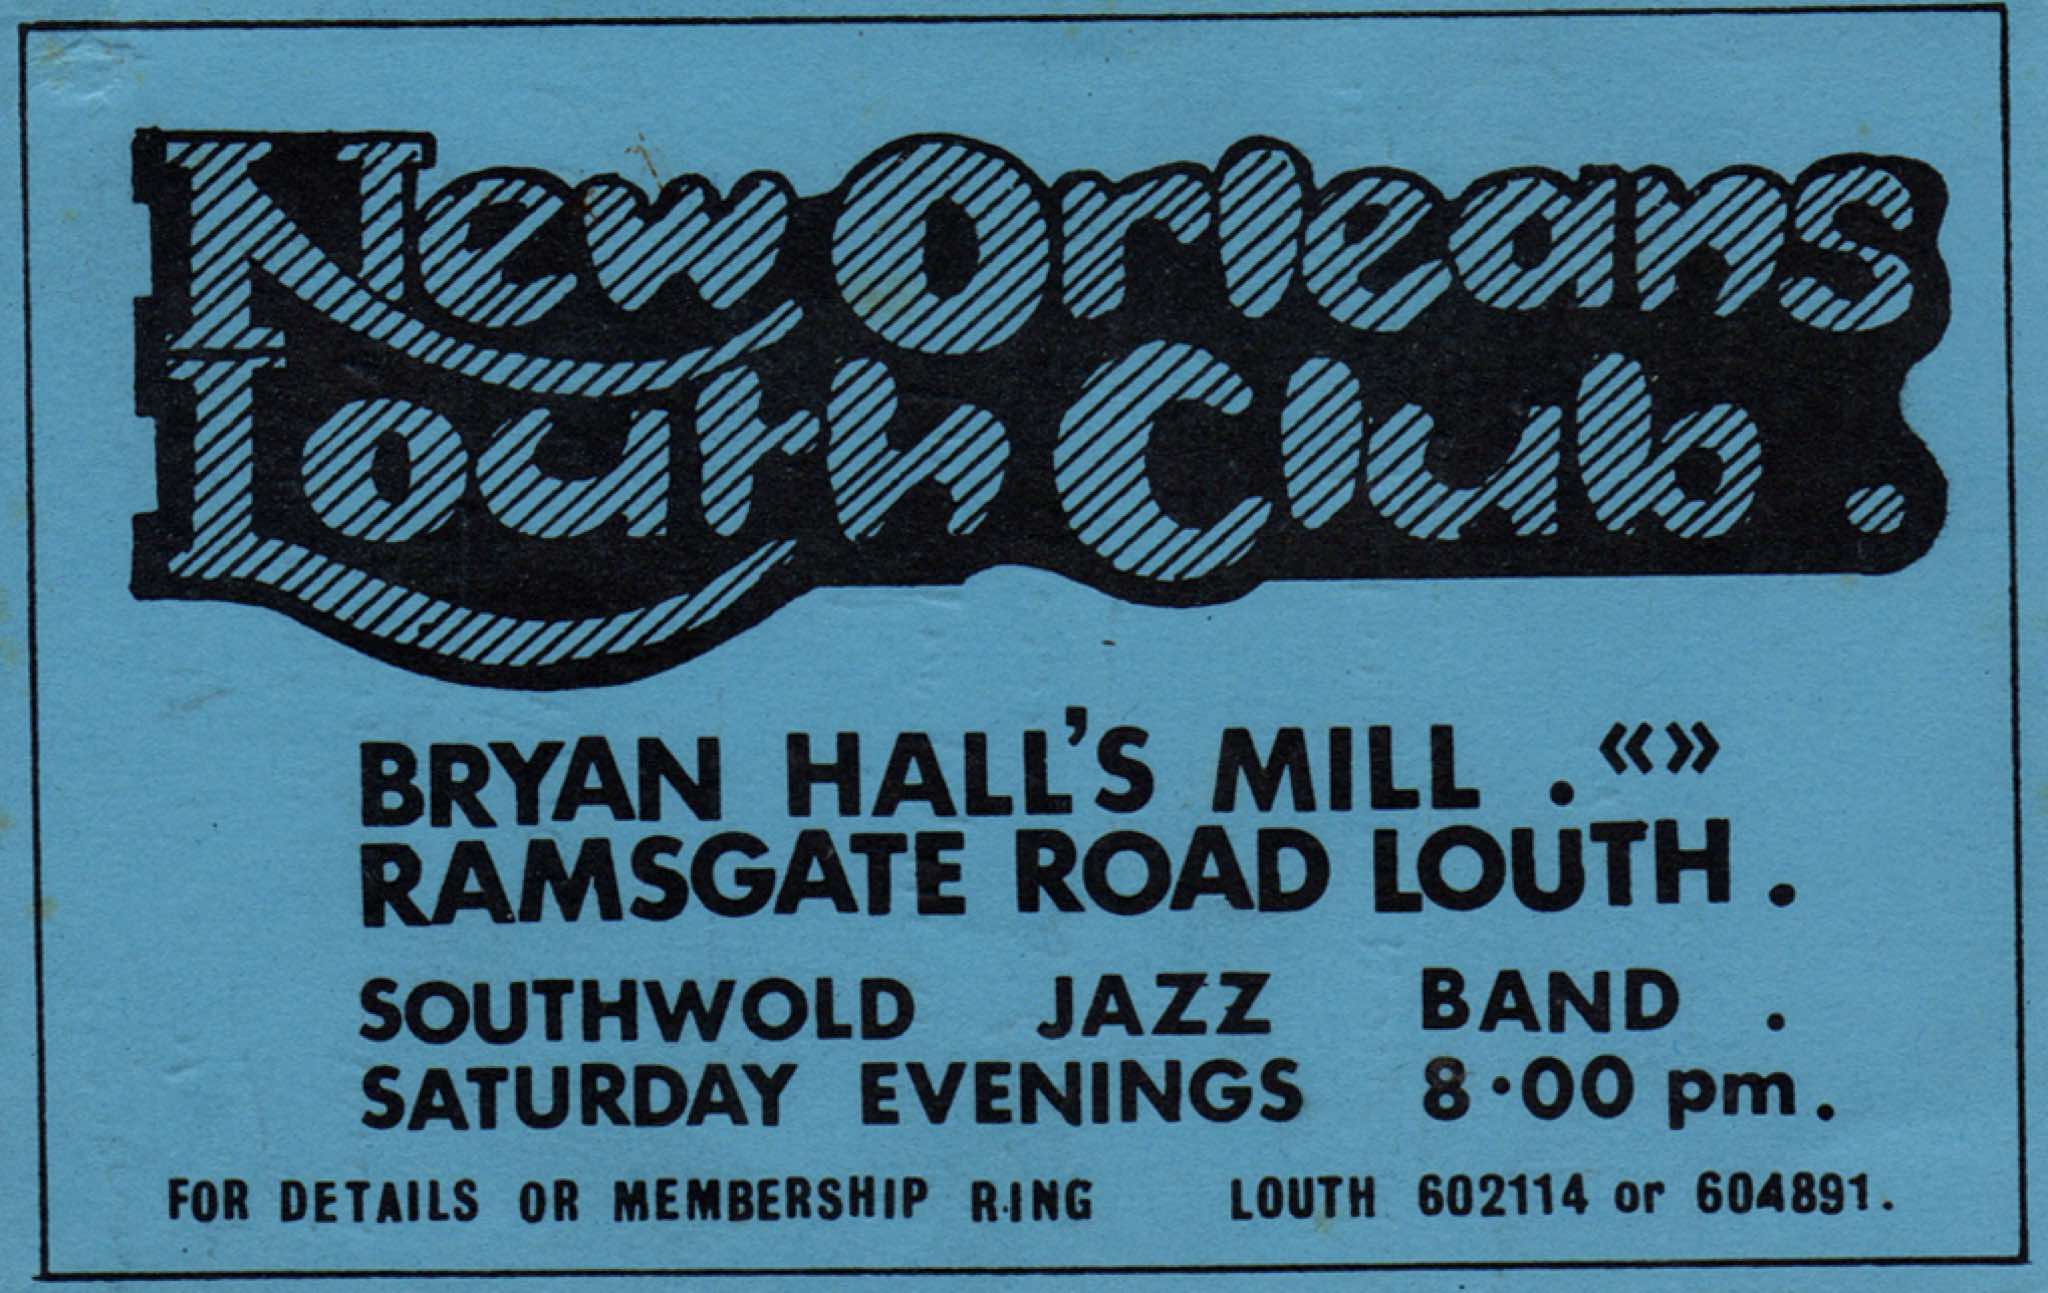 New Orleans
Louth Club .
BRYAN HALL'S MILL . «»
RAMSGATE ROAD LOUTH .
SOUTHWOLD JAZZ BAND .
SATURDAY EVENINGS 8·00 pm .
FOR DETAILS OR MEMBERSHIP RING LOUTH 602114 or 604891 .